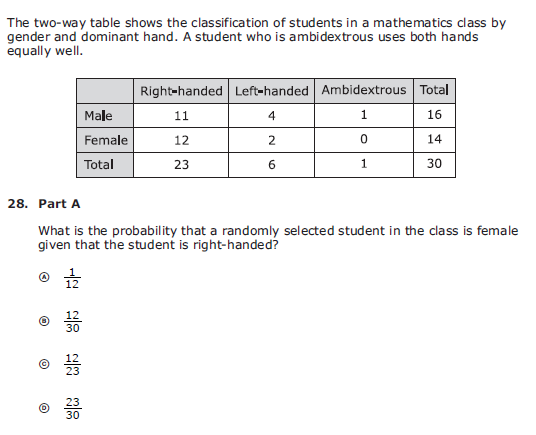 The two-way table shows the classification of students in a mathematics class by
gender and dominant hand. A student who is ambidextrous uses both hands
equally well.
Right-handed Left-handed Ambidextrous Total
Male 11 4 1 16
Female 12 2 0 14
Total 23 6 1 30
28. Part A
What is the probability that a randomly selected student in the class is female
given that the student is right-handed?
A 1/12
B 12/30
C 12/23
D 23/30